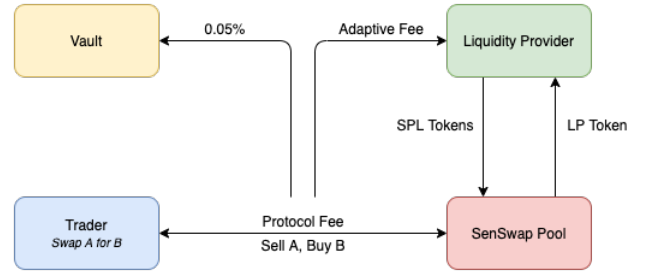 Vault
0.05%
Adaptive Fee
Liquidity Provider
SPL Tokens
LP Token
Trader
Swap A for B
Protocol Fee
Sell A, Buy B
SenSwap Pool